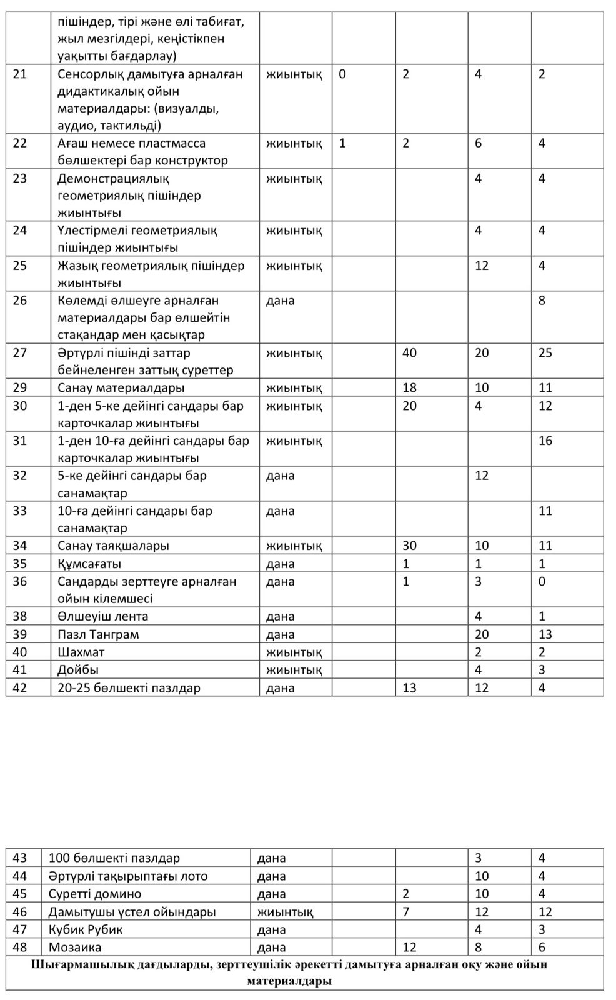 пішіндер, тірі және өлі табиғат,
жыл мезгілдері, кеңістікпен
уақытты бағдарлау)
21 Сенсорлық дамытуға арналған жиынтық 0 2 4 2
дидактикалық ойын
материалдары: (визуалды,
аудио, тактильді)
22 Ағаш немесе пластмасса жиынтық 1 2 6 4
бөлшектері бар конструктор
23 Демонстрациялық жиынтық 4 4
геометриялық пішіндер
жиынтығы
24 Үлестірмелі геометриялық жиынтық 4 4
пішіндер жиынтығы
25 Жазық геометриялық пішіндер жиынтық 12 4
жиынтығы
26 Көлемді өлшеуге арналған дана 8
материалдары бар өлшейтін
стақандар мен қасықтар
27 Әртүрлі пішінді заттар жиынтық 40 20 25
бейнеленген заттық суреттер
29 Санау материалдары жиынтық 18 10 11
30 1-ден 5-ке дейінгі сандары бар жиынтық 20 4 12
карточкалар жиынтығы
31 1-ден 10-ға дейінгі сандары бар жиынтық 16
карточкалар жиынтығы
32 5-ке дейінгі сандары бар дана 12
санамақтар
33 10-ға дейінгі сандары бар дана 11
санамақтар
34 Санау таяқшалары жиынтық 30 10 11
35 Құмсағаты дана 1 1 1
36 Сандарды зерттеуге арналған дана 1 3 0
ойын кілемшесі
38 Өлшеуіш лента дана 4 1
39 Пазл Танграм дана 20 13
40 Шахмат жиынтық 2 2
41 Дойбы жиынтық 4 3
42 20-25 бөлшекті пазлдар дана 13 12 4
43 100 бөлшекті пазлдар дана 3 4
44 Әртүрлі тақырыптағы лото дана 10 4
45 Суретті домино дана 2 10 4
46 Дамытушы үстел ойындары жиынтық 7 12 12
47 Кубик Рубик дана 4 3
48 Мозаика дана 12 8 6
Шығармашылық дағдыларды, зерттеушілік әрекетті дамытуға арналған оқу және ойын
материалдары